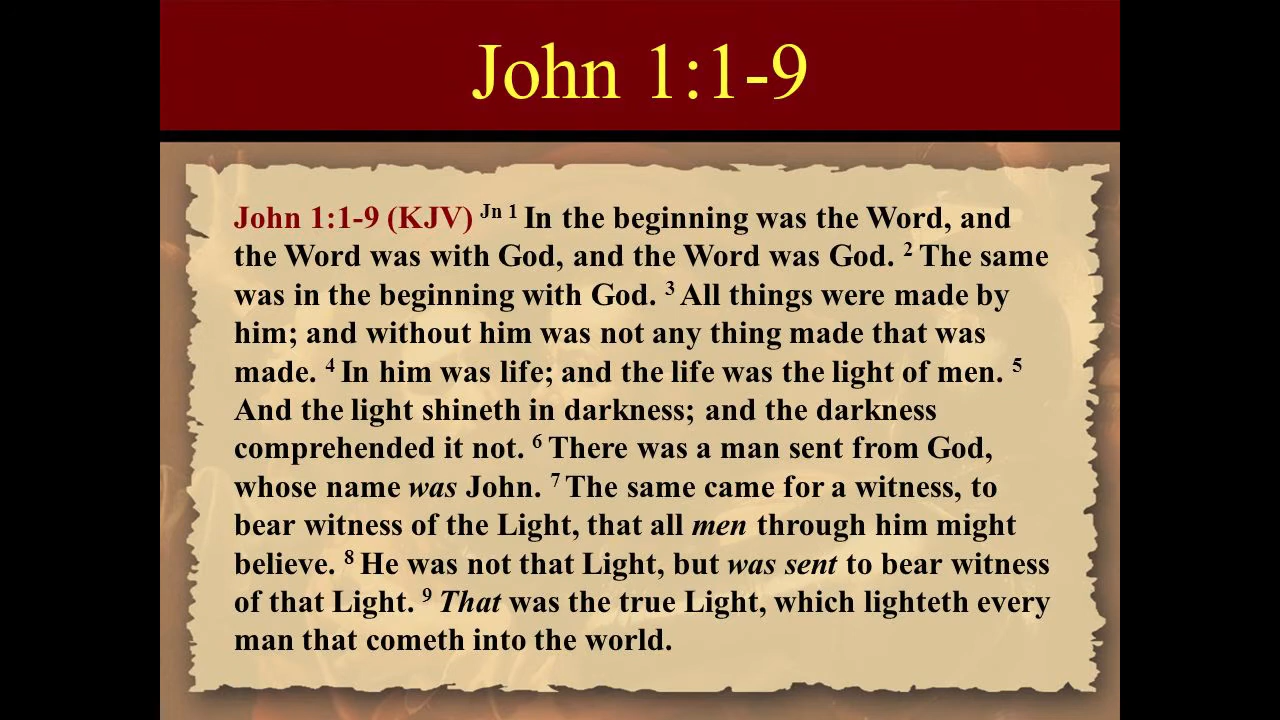 John 1:1-9
John 1:1-9 (KJV) Jn 1 In the beginning was the Word, and
the Word was with God, and the Word was God. 2 The same
was in the beginning with God. 3 All things were made by
him; and without him was not any thing made that was
made. 4 In him was life; and the life was the light of men. 5
And the light shineth in darkness; and the darkness
comprehended it not. 6 There was a man sent from God,
whose name was John. 7 The same came for a witness, to
bear witness of the Light, that all men through him might
believe. 8 He was not that Light, but was sent to bear witness
of that Light. 9 That was the true Light, which lighteth every
man that cometh into the world.